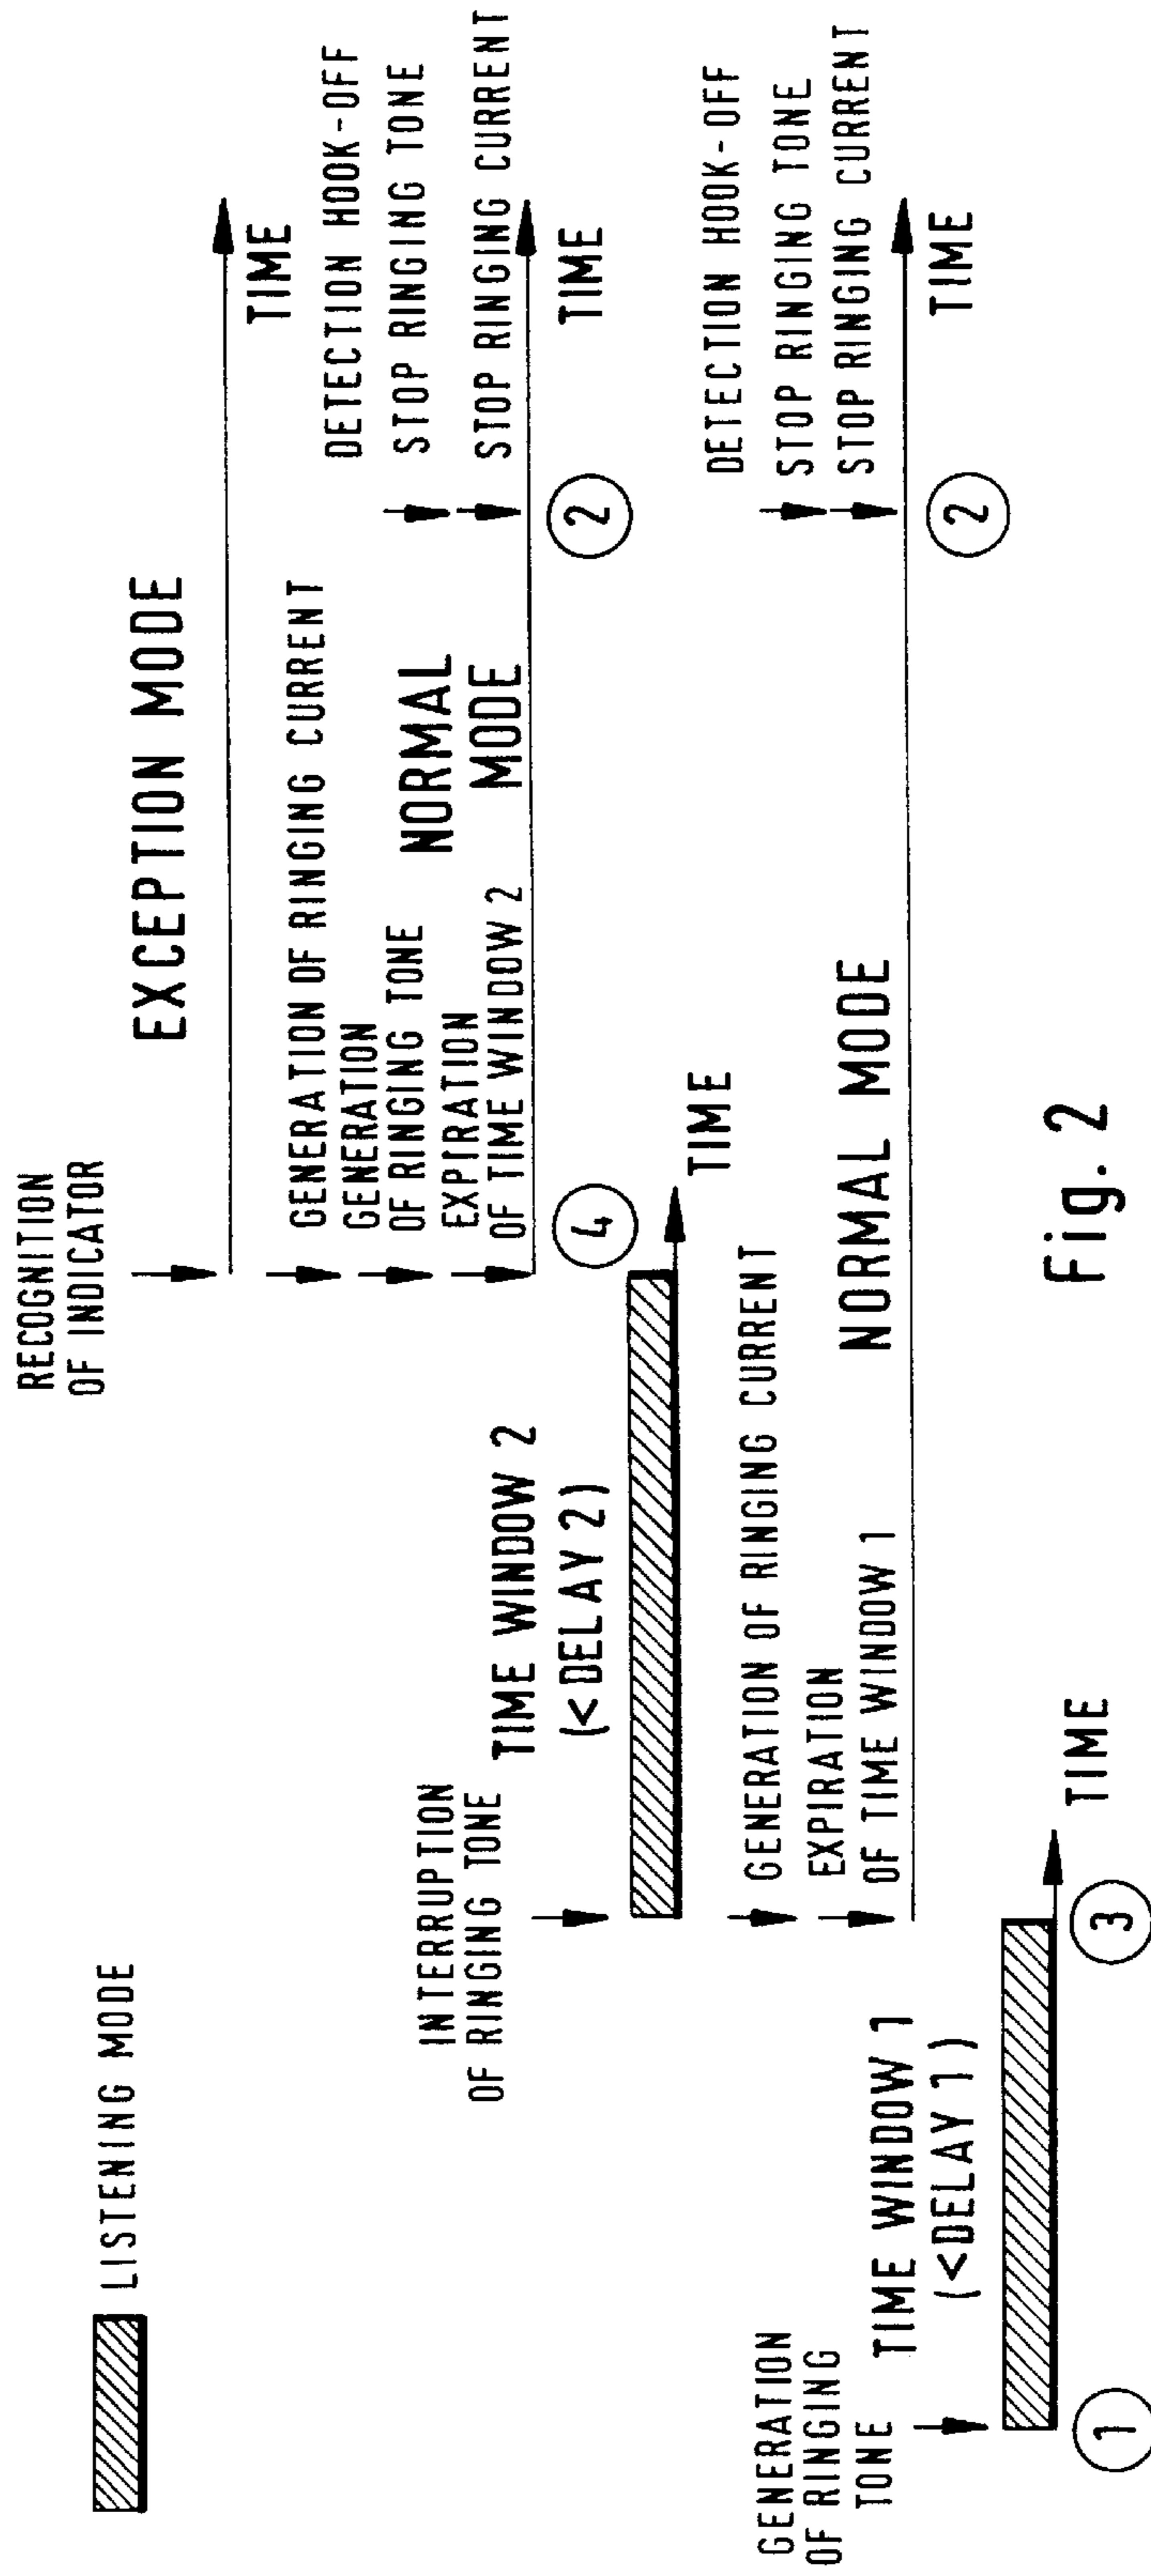 LISTENING MODE
RECOGNITION
OF INDICATOR
EXCEPTION MODE
TIME
GENERATION OF RINGING CURRENT
GENERATION
OF RINGING TONE
EXPIRATION
OF TIME WINDOW 2
NORMAL
MODE
DETECTION HOOK-OFF
STOP RINGING TONE
STOP RINGING CURRENT
TIME
4
2
INTERRUPTION
OF RINGING TONE
TIME WINDOW 2
(<DELAY 2)
TIME
GENERATION OF RINGING CURRENT
EXPIRATION
OF TIME WINDOW 1
NORMAL MODE
DETECTION HOOK-OFF
STOP RINGING TONE
STOP RINGING CURRENT
TIME
2
GENERATION
OF RINGING
TONE
TIME WINDOW 1
(<DELAY 1)
TIME
1
3
Fig. 2